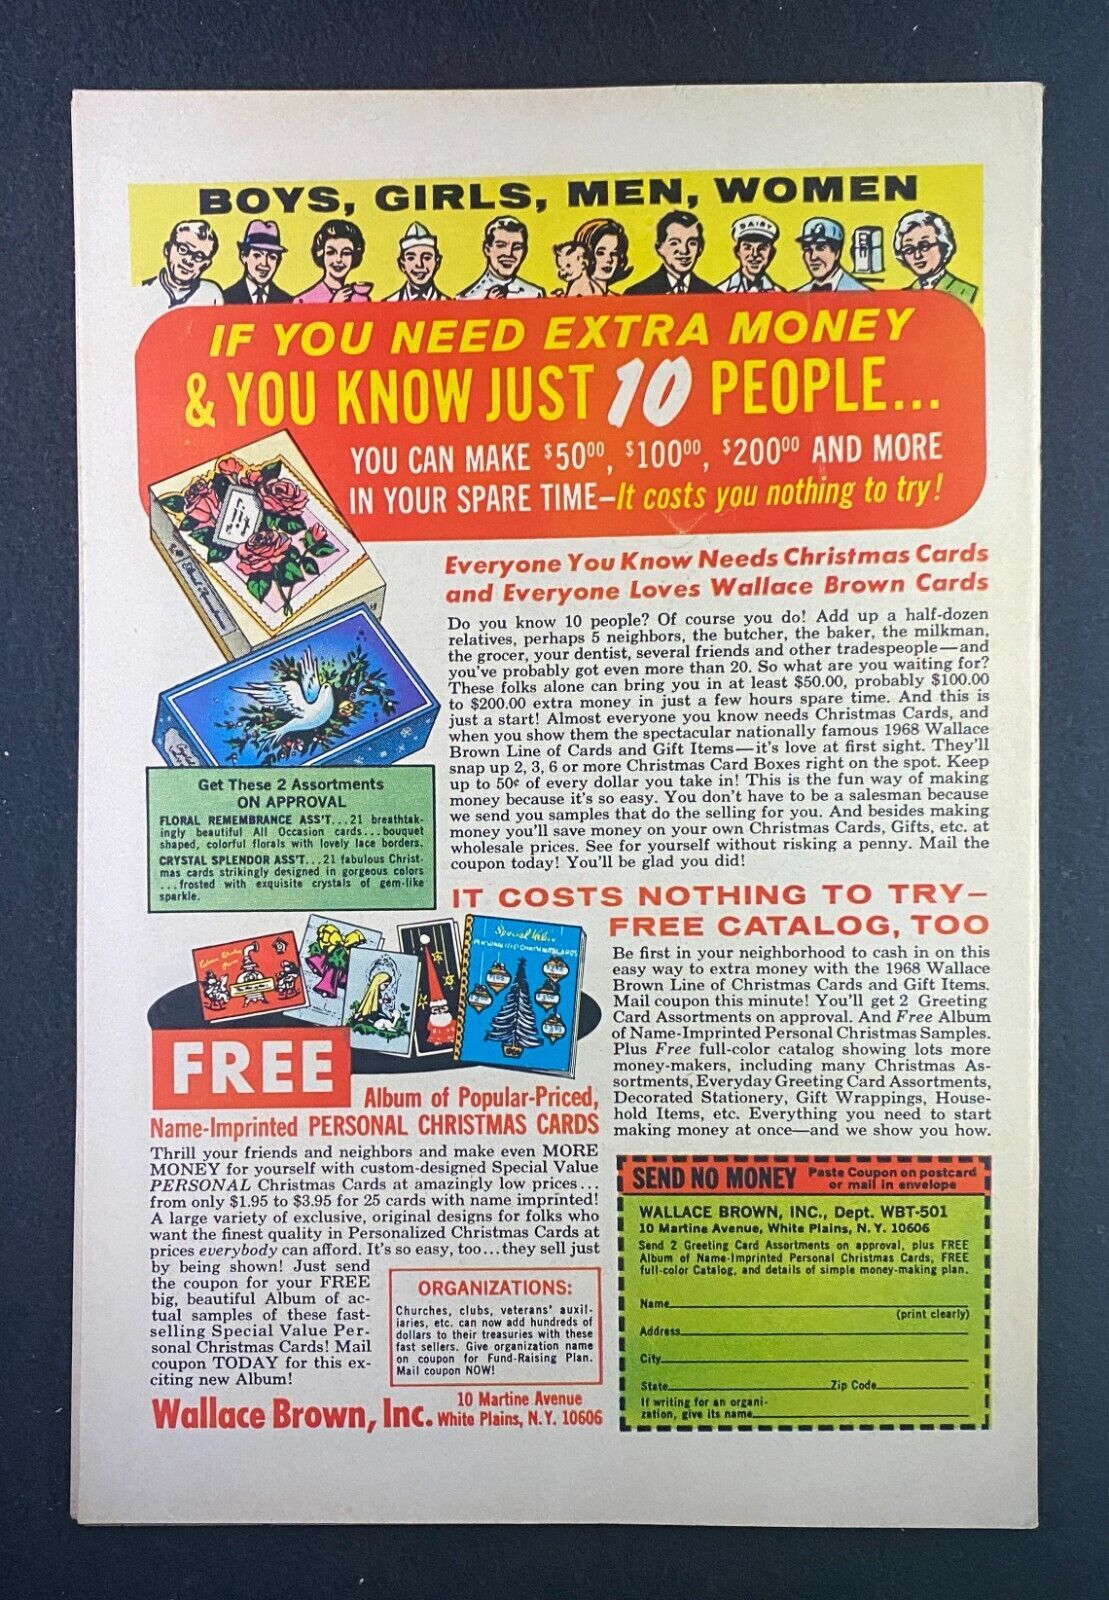 BOYS, GIRLS, MEN, WOMEN
DAIRY
IF YOU NEED EXTRA MONEY
& YOU KNOW JUST 10 PEOPLE...
YOU CAN MAKE $50⁰⁰, $100⁰⁰, $200⁰⁰ AND MORE
IN YOUR SPARE TIME—It costs you nothing to try!
Everyone You Know Needs Christmas Cards
and Everyone Loves Wallace Brown Cards
Do you know 10 people? Of course you do! Add up a half-dozen
relatives, perhaps 5 neighbors, the butcher, the baker, the milkman,
the grocer, your dentist, several friends and other tradespeople—and
you've probably got even more than 20. So what are you waiting for?
These folks alone can bring you in at least $50.00, probably $100.00
to $200.00 extra money in just a few hours spare time. And this is
just a start! Almost everyone you know needs Christmas Cards, and
when you show them the spectacular nationally famous 1968 Wallace
Brown Line of Cards and Gift Items—it's love at first sight. They'll
snap up 2, 3, 6 or more Christmas Card Boxes right on the spot. Keep
up to 50¢ of every dollar you take in! This is the fun way of making
money because it's so easy. You don't have to be a salesman because
we send you samples that do the selling for you. And besides making
money you'll save money on your own Christmas Cards, Gifts, etc. at
wholesale prices. See for yourself without risking a penny. Mail the
coupon today! You'll be glad you did!
Get These 2 Assortments
ON APPROVAL
FLORAL REMEMBRANCE ASS'T...21 breathtak-
ingly beautiful All Occasion cards...bouquet
shaped, colorful florals with lovely lace borders.
CRYSTAL SPLENDOR ASS'T...21 fabulous Christ-
mas cards strikingly designed in gorgeous colors
...frosted with exquisite crystals of gem-like
sparkle.
IT COSTS NOTHING TO TRY—
FREE CATALOG, TOO
Be first in your neighborhood to cash in on this
easy way to extra money with the 1968 Wallace
Brown Line of Christmas Cards and Gift Items.
Mail coupon this minute! You'll get 2 Greeting
Card Assortments on approval. And Free Album
of Name-Imprinted Personal Christmas Samples.
Plus Free full-color catalog showing lots more
money-makers, including many Christmas As-
sortments, Everyday Greeting Card Assortments,
Decorated Stationery, Gift Wrappings, House-
hold Items, etc. Everything you need to start
making money at once—and we show you how.
Special Value
PERSONALIZED CHRISTMAS CARDS
FREE
Album of Popular-Priced,
Name-Imprinted PERSONAL CHRISTMAS CARDS
Thrill your friends and neighbors and make even MORE
MONEY for yourself with custom-designed Special Value
PERSONAL Christmas Cards at amazingly low prices...
from only $1.95 to $3.95 for 25 cards with name imprinted!
A large variety of exclusive, original designs for folks who
want the finest quality in Personalized Christmas Cards at
prices everybody can afford. It's so easy, too...they sell just
by being shown! Just send
the coupon for your FREE
big, beautiful Album of ac-
tual samples of these fast-
selling Special Value Per-
sonal Christmas Cards! Mail
coupon TODAY for this ex-
citing new Album!
ORGANIZATIONS:
Churches, clubs, veterans' auxil-
iaries, etc. can now add hundreds of
dollars to their treasuries with these
fast sellers. Give organization name
on coupon for Fund-Raising Plan.
Mail coupon NOW!
Wallace Brown, Inc.
10 Martine Avenue
White Plains, N.Y. 10606
SEND NO MONEY
Paste Coupon on postcard
or mail in envelope
WALLACE BROWN, INC., Dept. WBT-501
10 Martine Avenue, White Plains, N. Y. 10606
Send 2 Greeting Card Assortments on approval, plus FREE
Album of Name-Imprinted Personal Christmas Cards, FREE
full-color Catalog, and details of simple money-making plan.
Name
(print clearly)
Address
City
State Zip Code
If writing for an organi-
zation, give its name